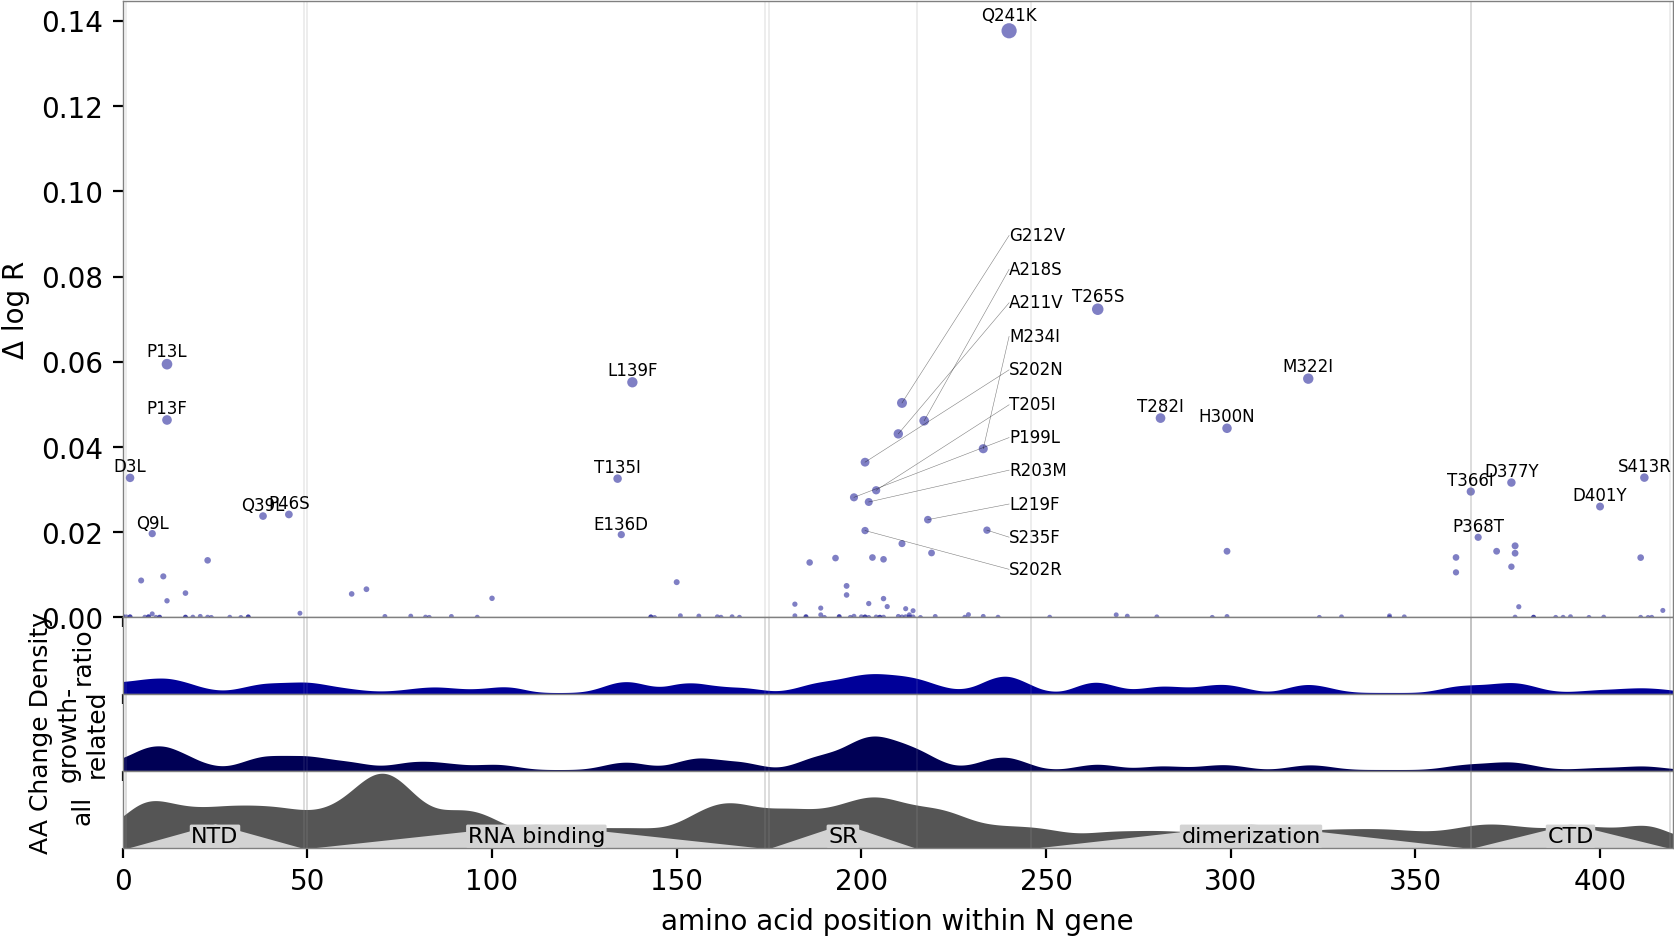 Δ log R
0.14
0.12
0.10
0.08
0.06
0.04
0.02
0.00
Q241K
G212V
A218S
A211V
T265S
M234I
P13L
L139F
M322I
S202N
P13F
T205I
T282I
H300N
P199L
D3L
T135I
R203M
T366I
D377Y
S413R
Q39L
P46S
L219F
D401Y
Q9L
E136D
S235F
P368T
S202R
AA Change Density
ratio
growth-
related
all
NTD
RNA binding
SR
dimerization
CTD
0
50
100
150
200
250
300
350
400
amino acid position within N gene